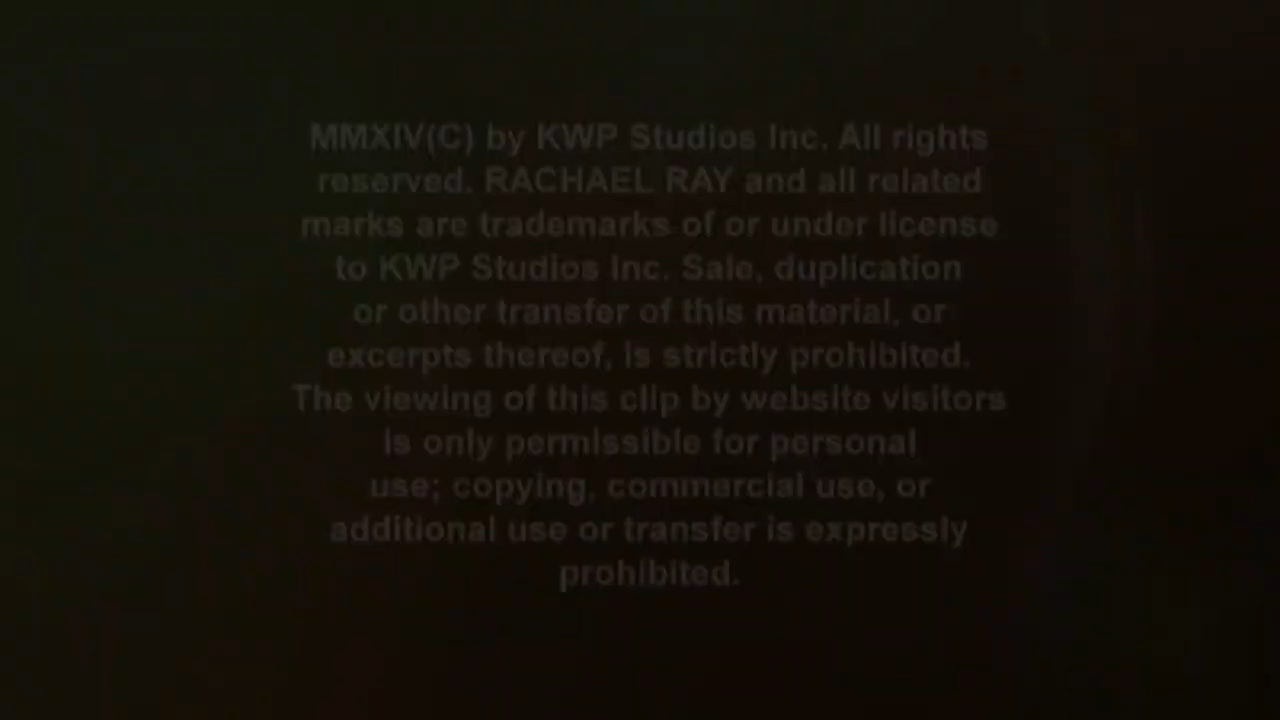 MMXIV(C) by KWP Studios Inc. All rights
reserved. RACHAEL RAY and all related
marks are trademarks of or under license
to KWP Studios Inc. Sale, duplication
or other transfer of this material, or
excerpts thereof, is strictly prohibited.
The viewing of this clip by website visitors
is only permissible for personal
use; copying, commercial use, or
additional use or transfer is expressly
prohibited.